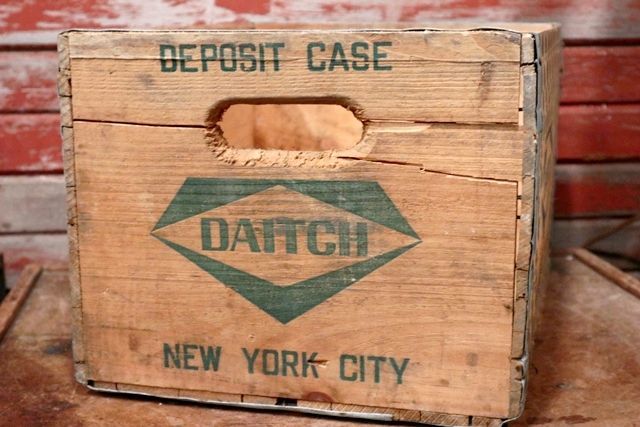 DEPOSIT CASE
DAITCH
NEW YORK CITY